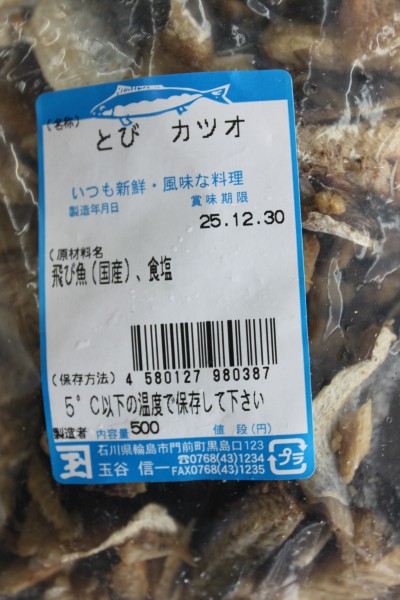 (名称)
とび カツオ
いつも新鮮・風味な料理
製造年月日 賞味期限
25.12.30
(原材料名
飛び魚(国産)、食塩
(保存方法) 4 580127 980387
5°C以下の温度で保存して下さい
製造者 内容量 500 値段(円)
石川県輪島市門前町黒島口123
☎0768(43)1234
玉谷 信一 FAX0768(43)1235
プラ